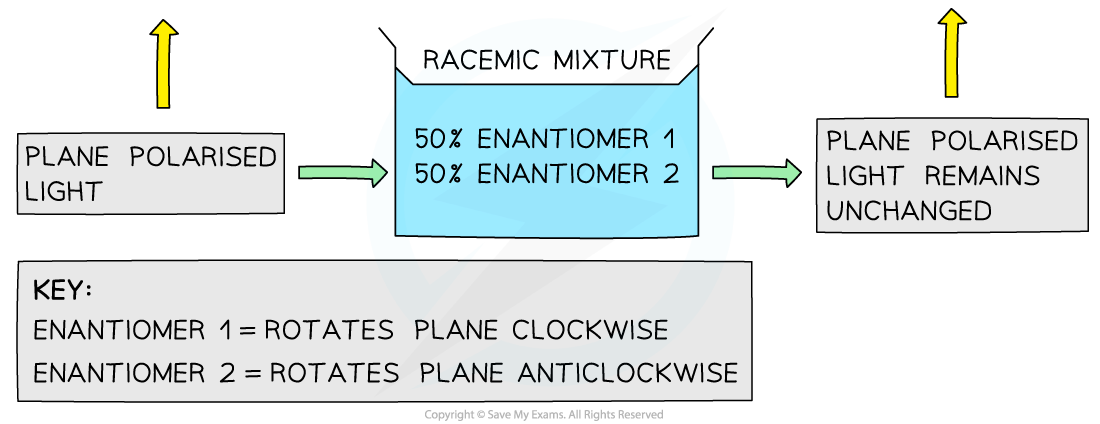 RACEMIC MIXTURE
PLANE POLARISED
LIGHT
50% ENANTIOMER 1
50% ENANTIOMER 2
PLANE POLARISED
LIGHT REMAINS
UNCHANGED
KEY:
ENANTIOMER 1 = ROTATES PLANE CLOCKWISE
ENANTIOMER 2 = ROTATES PLANE ANTICLOCKWISE
Copyright © Save My Exams. All Rights Reserved